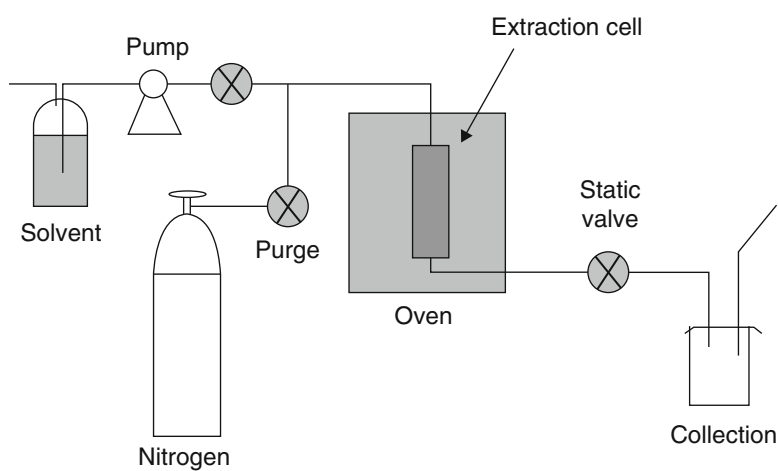 Extraction cell
Pump
Static
valve
Solvent
Purge
Oven
Collection
Nitrogen